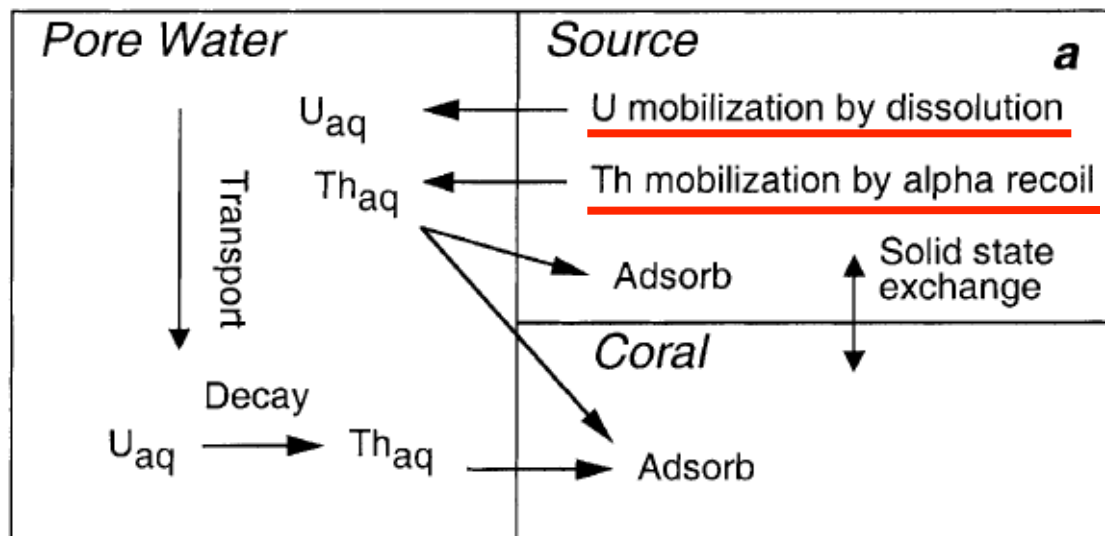 Pore Water
Source
a
Uaq
U mobilization by dissolution
Thaq
Th mobilization by alpha recoil
Transport
Adsorb
Solid state
exchange
Coral
Decay
Uaq
Thaq
Adsorb